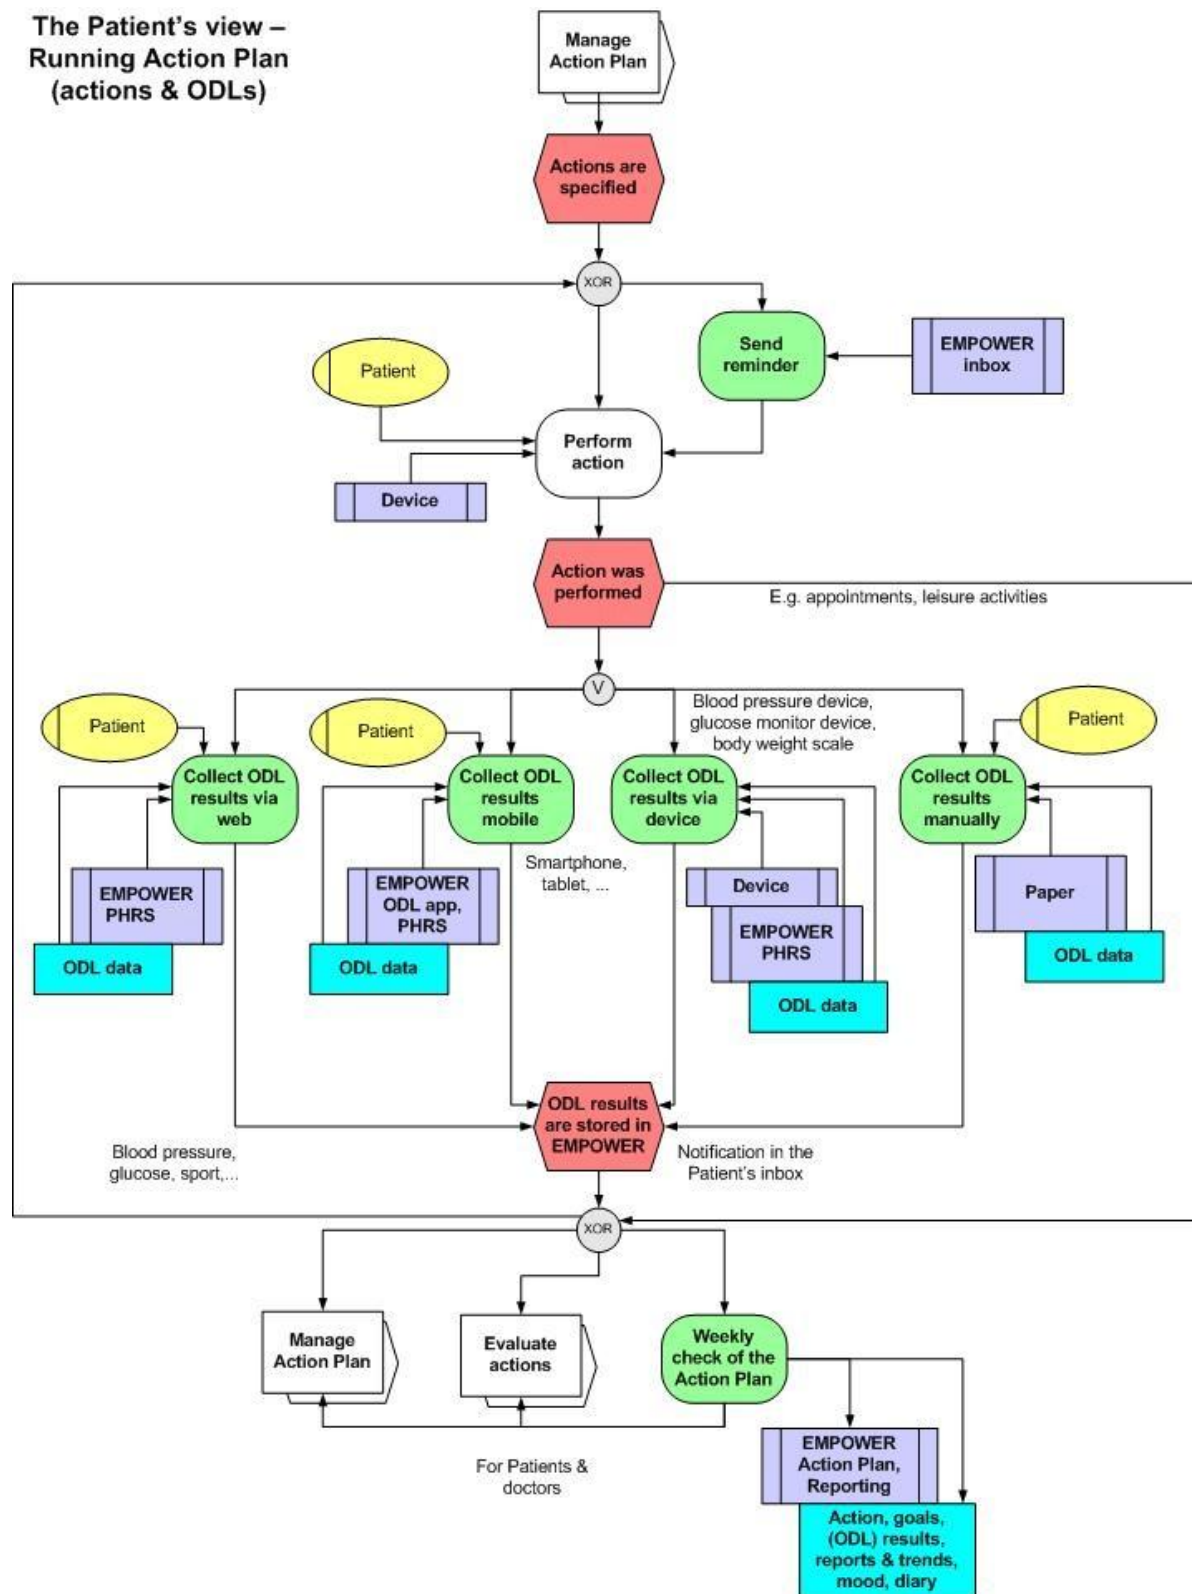 The Patient's view –
Running Action Plan
(actions & ODLs)
Manage
Action Plan
Actions are
specified
XOR
Send
reminder
EMPOWER
inbox
Patient
Perform
action
Device
Action was
performed
E.g. appointments, leisure activities
V
Blood pressure device,
glucose monitor device,
body weight scale
Patient
Patient
Patient
Collect ODL
results via
web
Collect ODL
results
mobile
Collect ODL
results via
device
Collect ODL
results
manually
Smartphone,
tablet, ...
EMPOWER
PHRS
ODL data
EMPOWER
ODL app,
PHRS
ODL data
Device
EMPOWER
PHRS
ODL data
Paper
ODL data
ODL results
are stored in
EMPOWER
Blood pressure,
glucose, sport,...
Notification in the
Patient's inbox
XOR
Manage
Action Plan
Evaluate
actions
Weekly
check of the
Action Plan
For Patients &
doctors
EMPOWER
Action Plan,
Reporting
Action, goals,
(ODL) results,
reports & trends,
mood, diary